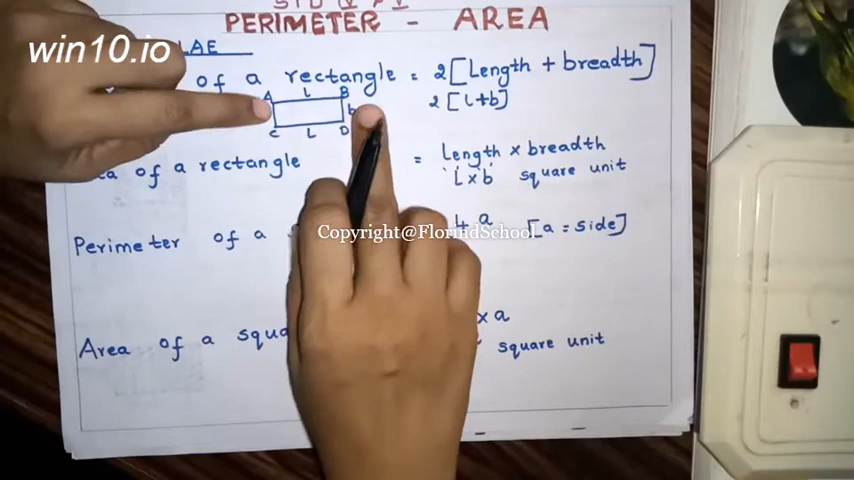 PERIMETER - AREA
win10.io
LAE
of a rectangle = 2[Length + breadth]
A L B
b
2[l+b]
C L D
of a rectangle = Length × breadth
L×b square unit
Perimeter of a 4 a [a = side]
Copyright@FlorindSchool
× a
Area of a square unit